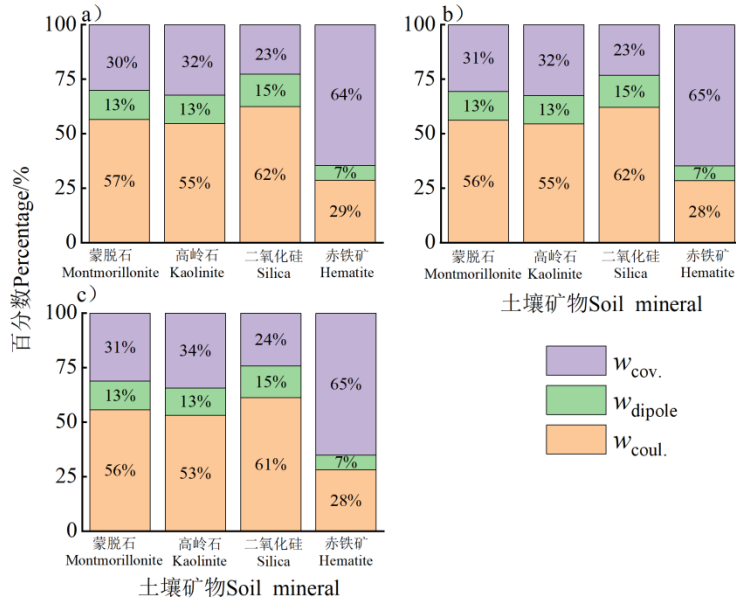 a）
100
75
50
25
0
30%
32%
23%
64%
13%
13%
15%
7%
57%
55%
62%
29%
蒙脱石
高岭石
二氧化硅
赤铁矿
Montmorillonite
Kaolinite
Silica
Hematite
b）
100
75
50
25
0
31%
32%
23%
65%
13%
13%
15%
7%
56%
55%
62%
28%
蒙脱石
高岭石
二氧化硅
赤铁矿
Montmorillonite
Kaolinite
Silica
Hematite
土壤矿物Soil mineral
百分数Percentage/%
c）
100
75
50
25
0
31%
34%
24%
65%
13%
13%
15%
7%
56%
53%
61%
28%
蒙脱石
高岭石
二氧化硅
赤铁矿
Montmorillonite
Kaolinite
Silica
Hematite
土壤矿物Soil mineral
wcov.
wdipole
wcoul.